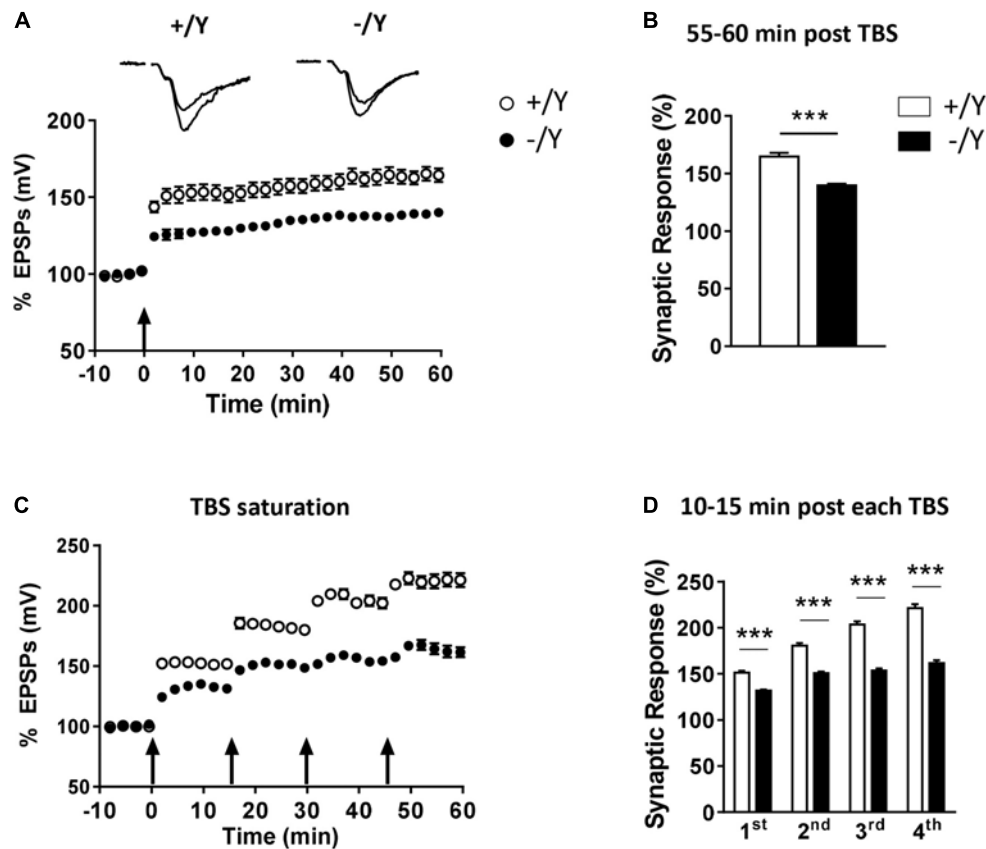 A
+/Y
-/Y
+/Y
-/Y
% EPSPs (mV)
200
150
100
50
-10 0 10 20 30 40 50 60
Time (min)
B 55-60 min post TBS
+/Y
-/Y
***
Synaptic Response (%)
200
150
100
50
0
C TBS saturation
% EPSPs (mV)
250
200
150
100
50
-10 0 10 20 30 40 50 60
Time (min)
D 10-15 min post each TBS
Synaptic Response (%)
250
200
150
100
50
0
*** *** *** ***
1st 2nd 3rd 4th